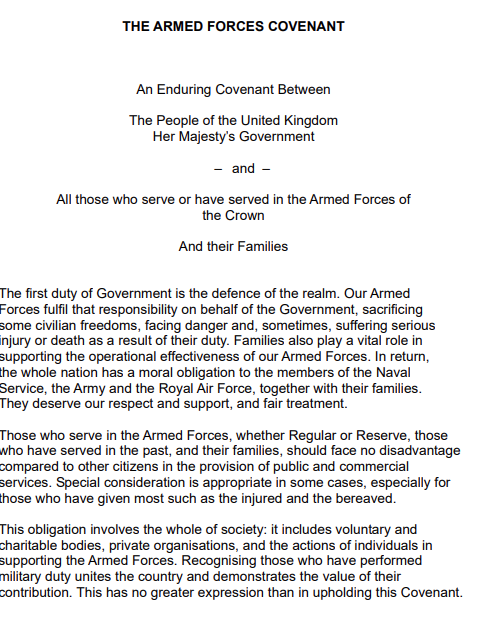 THE ARMED FORCES COVENANT
An Enduring Covenant Between
The People of the United Kingdom
Her Majesty's Government
– and –
All those who serve or have served in the Armed Forces of
the Crown
And their Families
The first duty of Government is the defence of the realm. Our Armed
Forces fulfil that responsibility on behalf of the Government, sacrificing
some civilian freedoms, facing danger and, sometimes, suffering serious
injury or death as a result of their duty. Families also play a vital role in
supporting the operational effectiveness of our Armed Forces. In return,
the whole nation has a moral obligation to the members of the Naval
Service, the Army and the Royal Air Force, together with their families.
They deserve our respect and support, and fair treatment.
Those who serve in the Armed Forces, whether Regular or Reserve, those
who have served in the past, and their families, should face no disadvantage
compared to other citizens in the provision of public and commercial
services. Special consideration is appropriate in some cases, especially for
those who have given most such as the injured and the bereaved.
This obligation involves the whole of society: it includes voluntary and
charitable bodies, private organisations, and the actions of individuals in
supporting the Armed Forces. Recognising those who have performed
military duty unites the country and demonstrates the value of their
contribution. This has no greater expression than in upholding this Covenant.